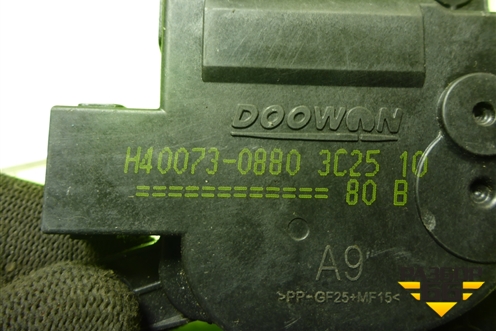 DOOWON
H40073-0880 3C25 10
============ 80 B
A9
>PP-GF25+MF15<